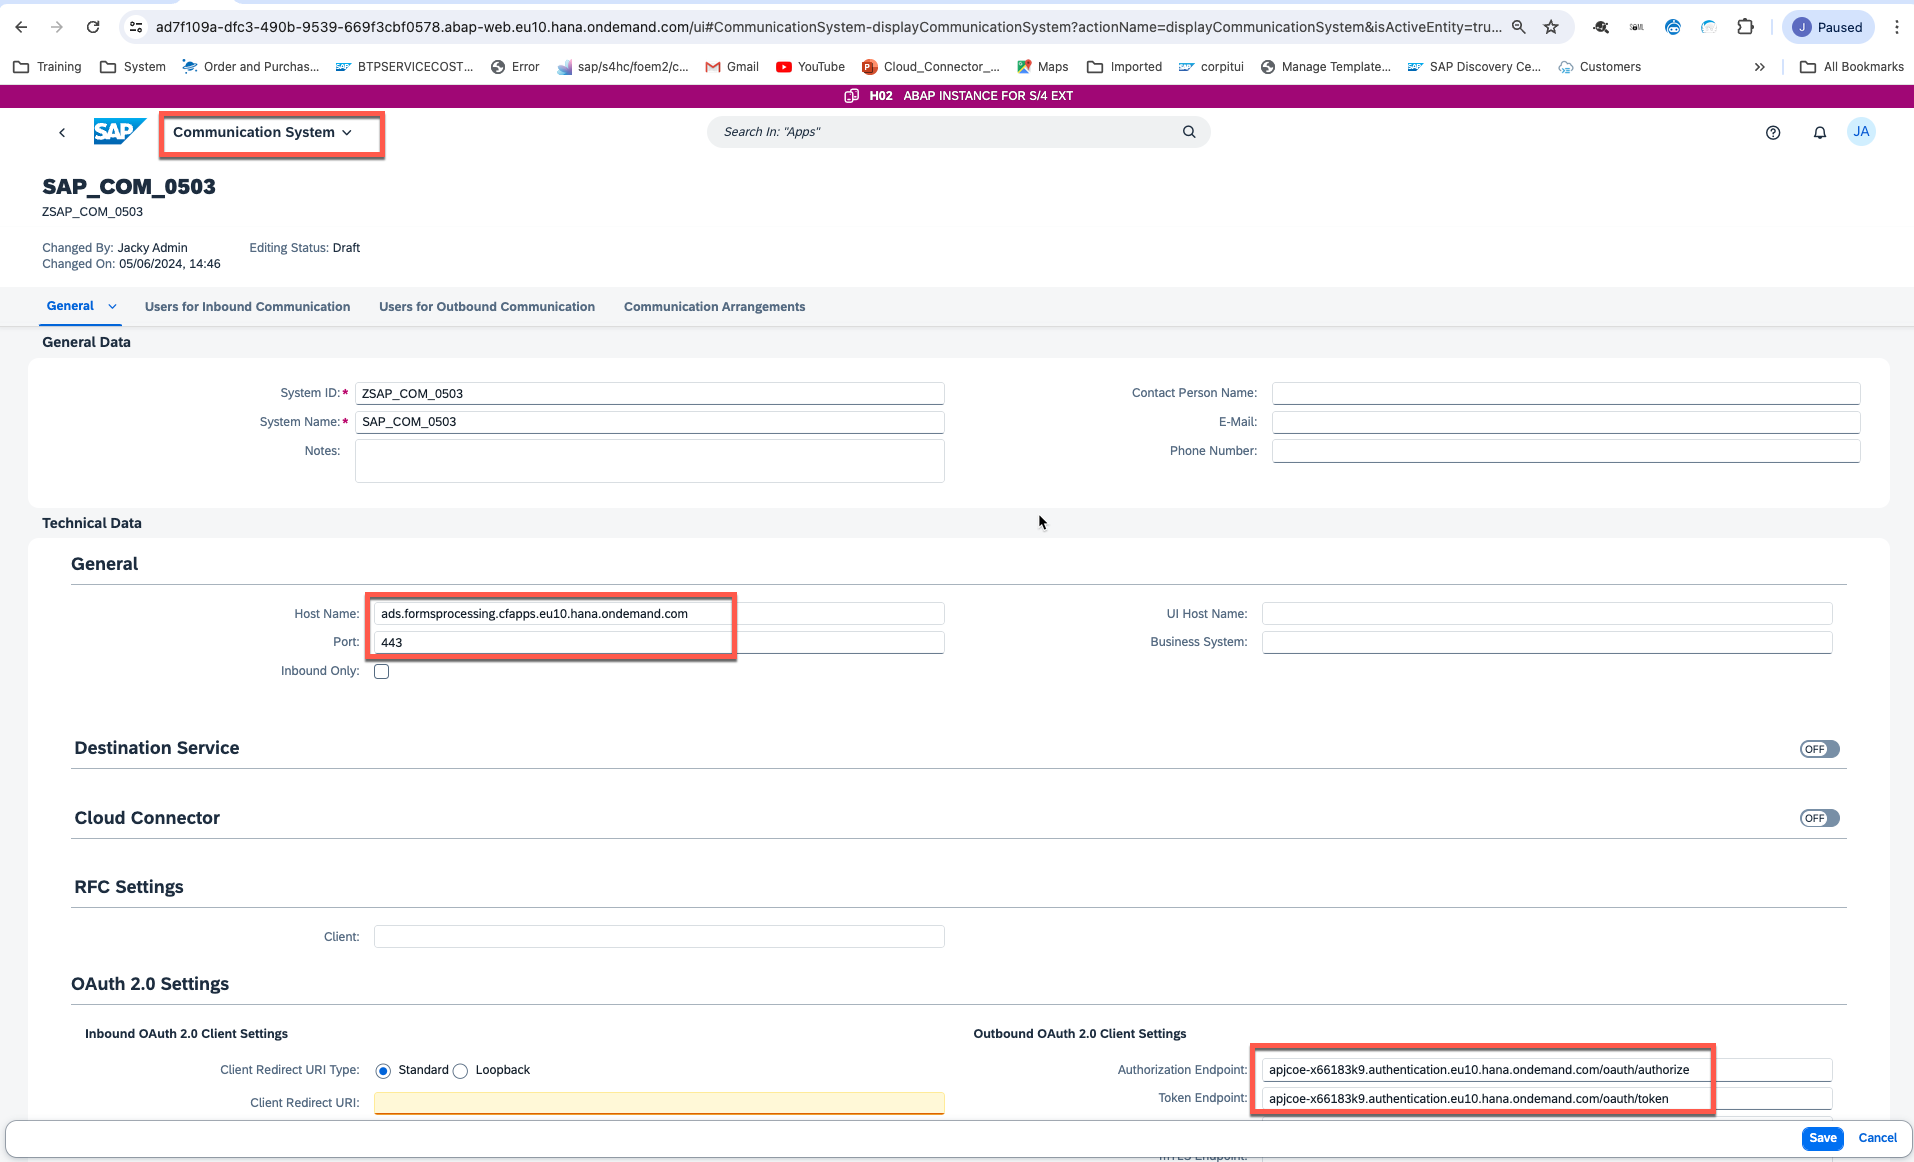 ad7f109a-dfc3-490b-9539-669f3cbf0578.abap-web.eu10.hana.ondemand.com/ui#CommunicationSystem-displayCommunicationSystem?actionName=displayCommunicationSystem&isActiveEntity=tru...
J Paused
Training System Order and Purchas... BTPSERVICECOST... Error sap/s4hc/foem2/c... Gmail YouTube Cloud_Connector_... Maps Imported corpitui Manage Template... SAP Discovery Ce... Customers » All Bookmarks
H02 ABAP INSTANCE FOR S/4 EXT
SAP Communication System
Search In: "Apps"
JA
SAP_COM_0503
ZSAP_COM_0503
Changed By: Jacky Admin Editing Status: Draft
Changed On: 05/06/2024, 14:46
General Users for Inbound Communication Users for Outbound Communication Communication Arrangements
General Data
System ID:* ZSAP_COM_0503 Contact Person Name:
System Name:* SAP_COM_0503 E-Mail:
Notes: Phone Number:
Technical Data
General
Host Name: ads.formsprocessing.cfapps.eu10.hana.ondemand.com UI Host Name:
Port: 443 Business System:
Inbound Only:
Destination Service OFF
Cloud Connector OFF
RFC Settings
Client:
OAuth 2.0 Settings
Inbound OAuth 2.0 Client Settings Outbound OAuth 2.0 Client Settings
Client Redirect URI Type: Standard Loopback Authorization Endpoint: apjcoe-x66183k9.authentication.eu10.hana.ondemand.com/oauth/authorize
Client Redirect URI: Token Endpoint: apjcoe-x66183k9.authentication.eu10.hana.ondemand.com/oauth/token
Save Cancel